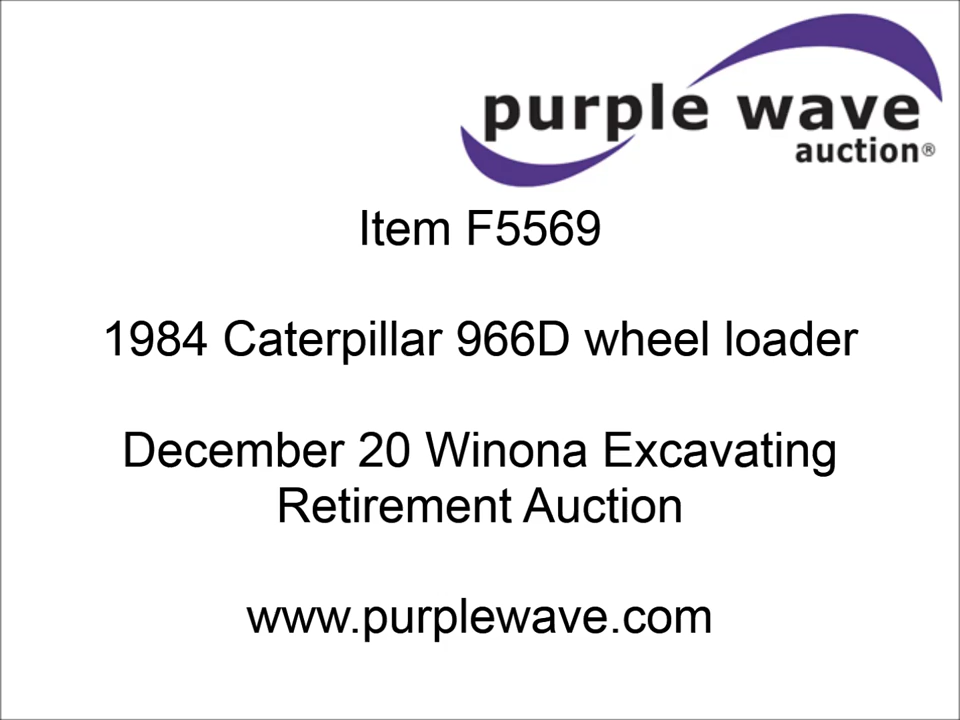 purple wave
auction®
Item F5569
1984 Caterpillar 966D wheel loader
December 20 Winona Excavating
Retirement Auction
www.purplewave.com